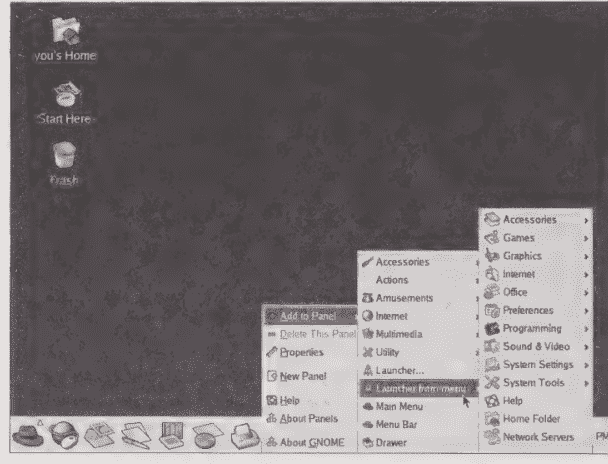 you's Home
Start Here
Trash
Add to Panel
Delete This Panel
Properties
New Panel
Help
About Panels
About GNOME
Accessories
Actions
Amusements
Internet
Multimedia
Utility
Launcher...
Launcher from menu
Main Menu
Menu Bar
Drawer
Accessories
Games
Graphics
Internet
Office
Preferences
Programming
Sound & Video
System Settings
System Tools
Help
Home Folder
Network Servers
PM